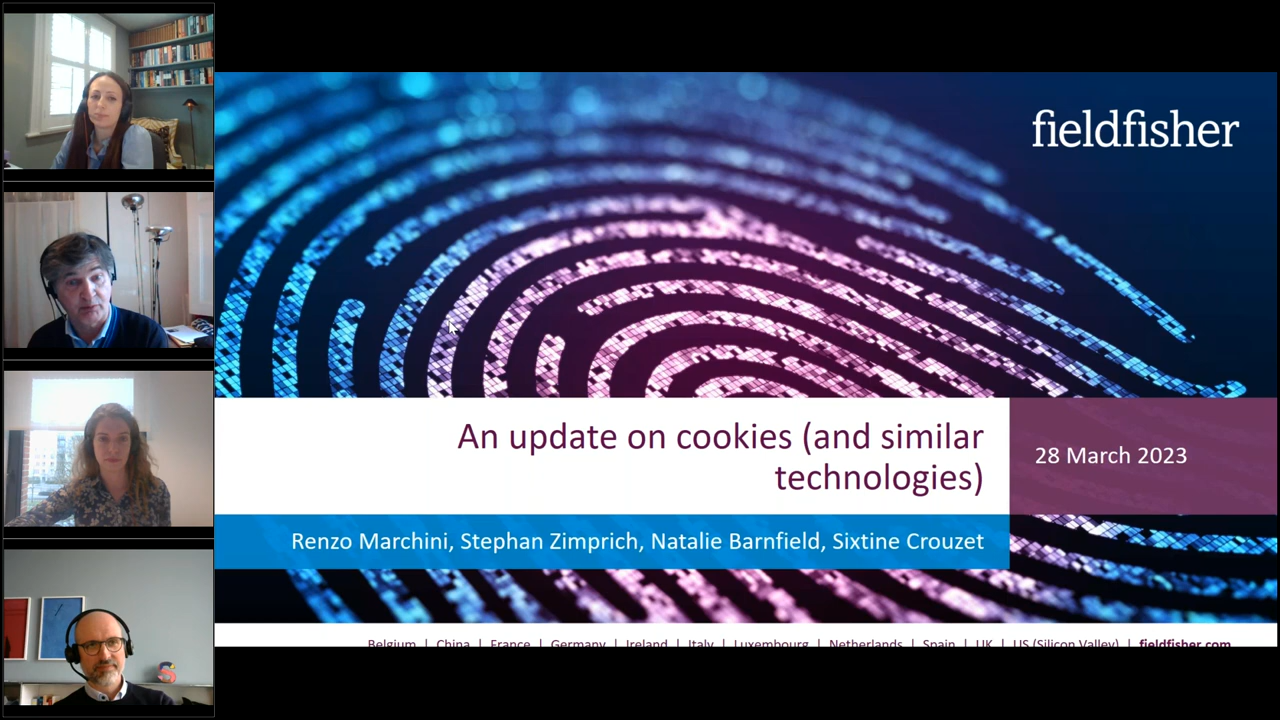 fieldfisher
An update on cookies (and similar
technologies)
28 March 2023
Renzo Marchini, Stephan Zimprich, Natalie Barnfield, Sixtine Crouzet
Belgium | China | France | Germany | Ireland | Italy | Luxembourg | Netherlands | Spain | UK | US (Silicon Valley) | fieldfisher.com